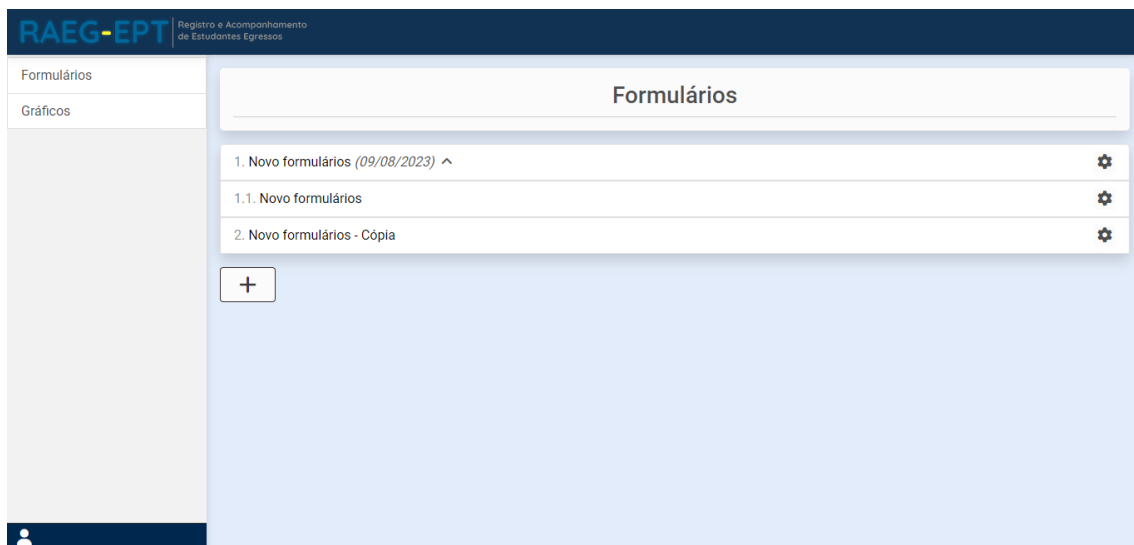 RAEG-EPT
Registro e Acompanhamento
de Estudantes Egressos
Formulários
Gráficos
Formulários
1. Novo formulários (09/08/2023)
1.1. Novo formulários
2. Novo formulários - Cópia